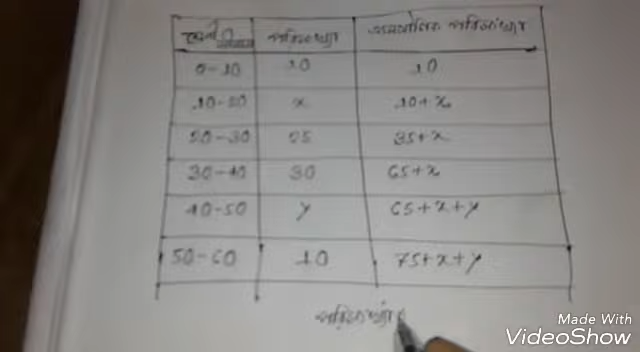 শ্রেণী পরিসংখ্যা ক্রমযৌগিক পরিসংখ্যা
0-10 10 10
10-20 x 10+x
20-30 25 35+x
30-40 30 65+x
40-50 y 65+x+y
50-60 10 75+x+y
পরিসংখ্যার
Made With
VideoShow